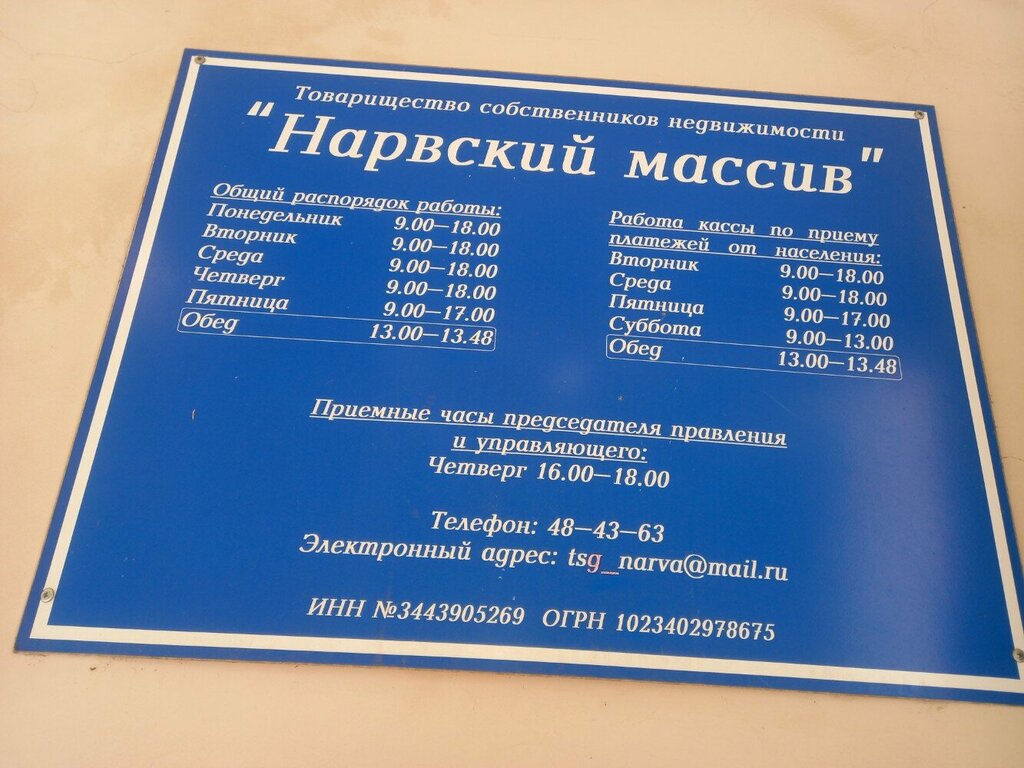 Товарищество собственников недвижимости
"Нарвский массив"
Общий распорядок работы:
Понедельник 9.00—18.00
Вторник 9.00—18.00
Среда 9.00—18.00
Четверг 9.00—18.00
Пятница 9.00—17.00
Обед 13.00—13.48
Работа кассы по приему
платежей от населения:
Вторник 9.00—18.00
Среда 9.00—18.00
Пятница 9.00—17.00
Суббота 9.00—13.00
Обед 13.00—13.48
Приемные часы председателя правления
и управляющего:
Четверг 16.00—18.00
Телефон: 48—43—63
Электронный адрес: tsg_narva@mail.ru
ИНН №3443905269 ОГРН 1023402978675